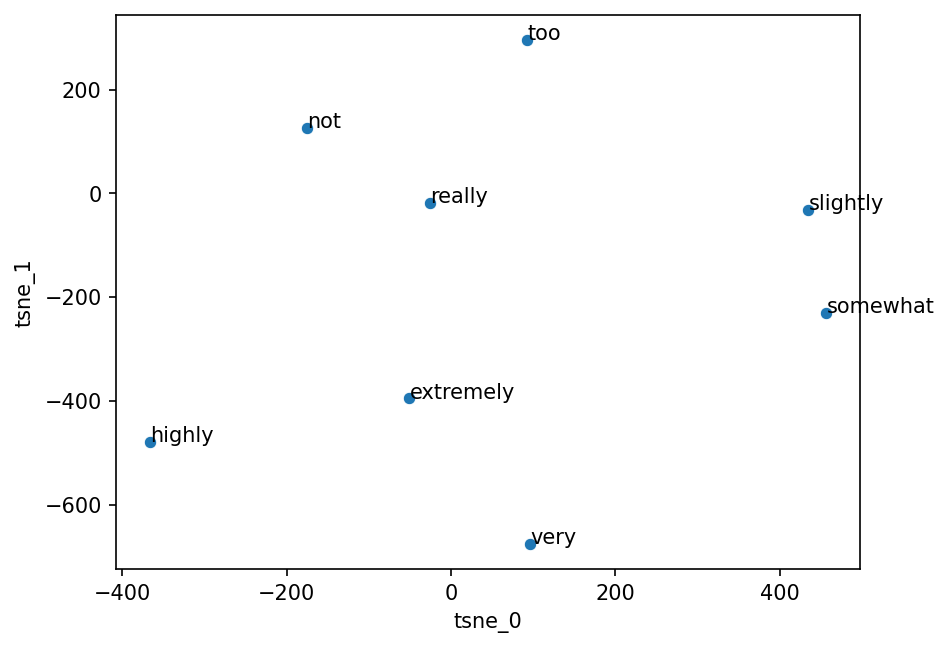 too
200
not
0
really
slightly
−200
somewhat
tsne_1
−400
extremely
highly
−600
very
−400 −200 0 200 400
tsne_0